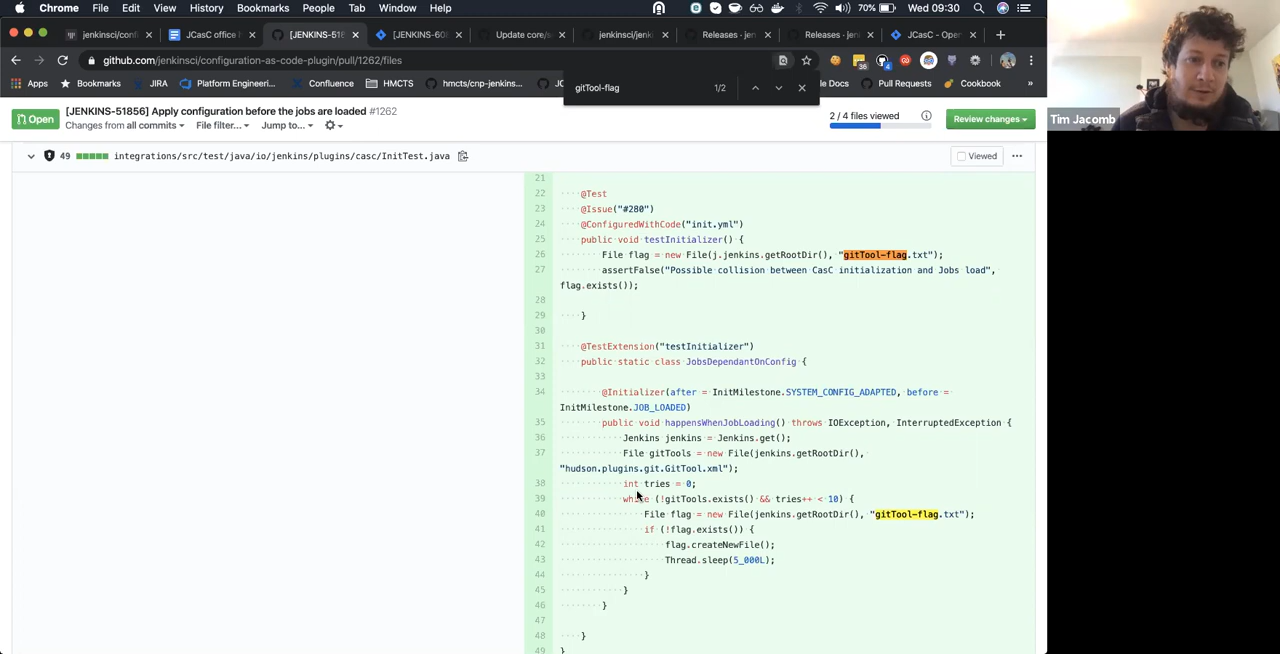 Chrome File Edit View History Bookmarks People Tab Window Help 70% Wed 09:30
jenkinsci/conf JCasC office h [JENKINS-518 [JENKINS-608 Update core/s jenkinsci/jenk Releases · jen Releases · jen JCasC - Open
github.com/jenkinsci/configuration-as-code-plugin/pull/1262/files
Apps Bookmarks JIRA Platform Engineerin... Confluence HMCTS hmcts/cnp-jenkins... le Docs Pull Requests Cookbook
gitTool-flag 1/2
[JENKINS-51856] Apply configuration before the jobs are loaded #1262
Open Changes from all commits File filter... Jump to...
2 / 4 files viewed Review changes
Tim Jacomb
49 integrations/src/test/java/io/jenkins/plugins/casc/InitTest.java Viewed
21
22 @Test
23 @Issue("#280")
24 @ConfiguredWithCode("init.yml")
25 public void testInitializer() {
26 File flag = new File(j.jenkins.getRootDir(), "gitTool-flag.txt");
27 assertFalse("Possible collision between CasC initialization and Jobs load",
flag.exists());
28
29 }
30
31 @TestExtension("testInitializer")
32 public static class JobsDependantOnConfig {
33
34 @Initializer(after = InitMilestone.SYSTEM_CONFIG_ADAPTED, before =
InitMilestone.JOB_LOADED)
35 public void happensWhenJobLoading() throws IOException, InterruptedException {
36 Jenkins jenkins = Jenkins.get();
37 File gitTools = new File(jenkins.getRootDir(),
"hudson.plugins.git.GitTool.xml");
38 int tries = 0;
39 while (!gitTools.exists() && tries++ < 10) {
40 File flag = new File(jenkins.getRootDir(), "gitTool-flag.txt");
41 if (!flag.exists()) {
42 flag.createNewFile();
43 Thread.sleep(5_000L);
44 }
45 }
46 }
47
48 }
49 }